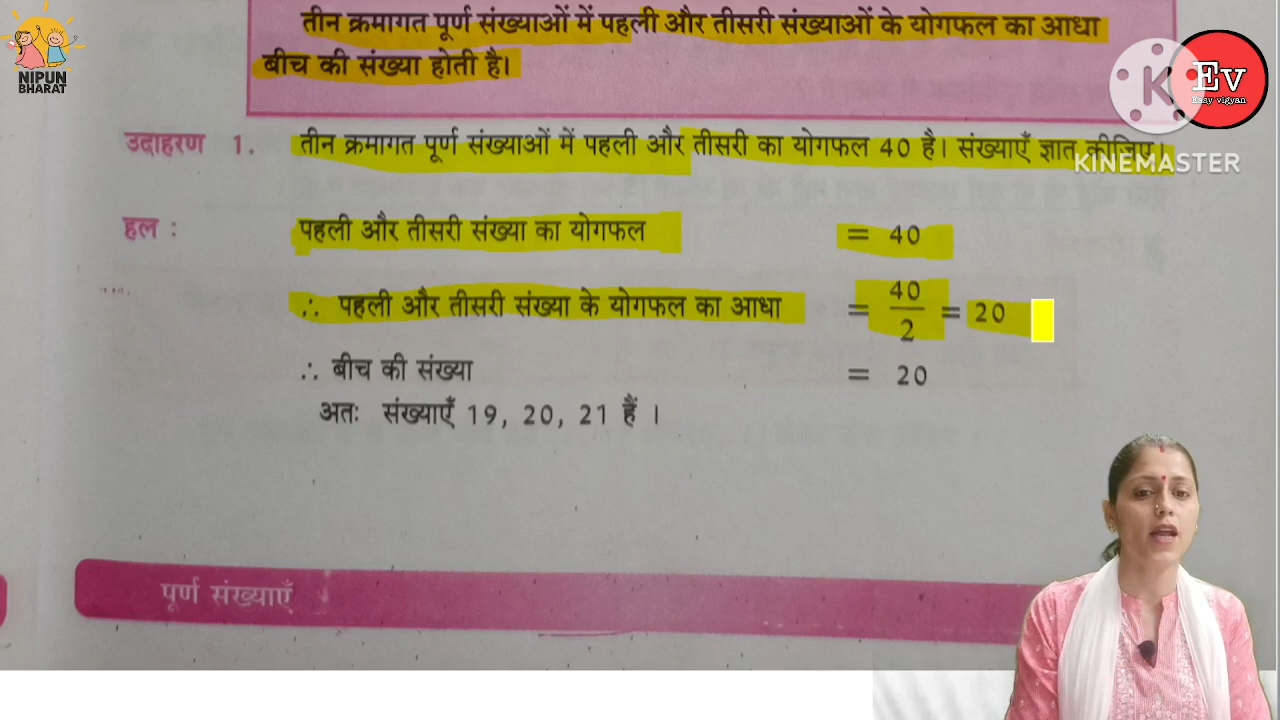 तीन क्रमागत पूर्ण संख्याओं में पहली और तीसरी संख्याओं के योगफल का आधा
बीच की संख्या होती है।
NIPUN
BHARAT
K
Ev
Easy vigyan
KINEMASTER
उदाहरण 1. तीन क्रमागत पूर्ण संख्याओं में पहली और तीसरी का योगफल 40 है। संख्याएँ ज्ञात कीजिए।
हल : पहली और तीसरी संख्या का योगफल = 40
∴ पहली और तीसरी संख्या के योगफल का आधा = 40/2 = 20
∴ बीच की संख्या = 20
अतः संख्याएँ 19, 20, 21 हैं ।
पूर्ण संख्याएँ